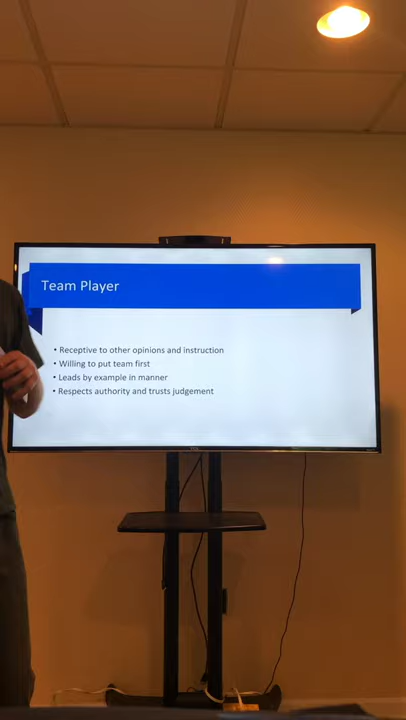 Team Player
• Receptive to other opinions and instruction
• Willing to put team first
• Leads by example in manner
• Respects authority and trusts judgement
TCL